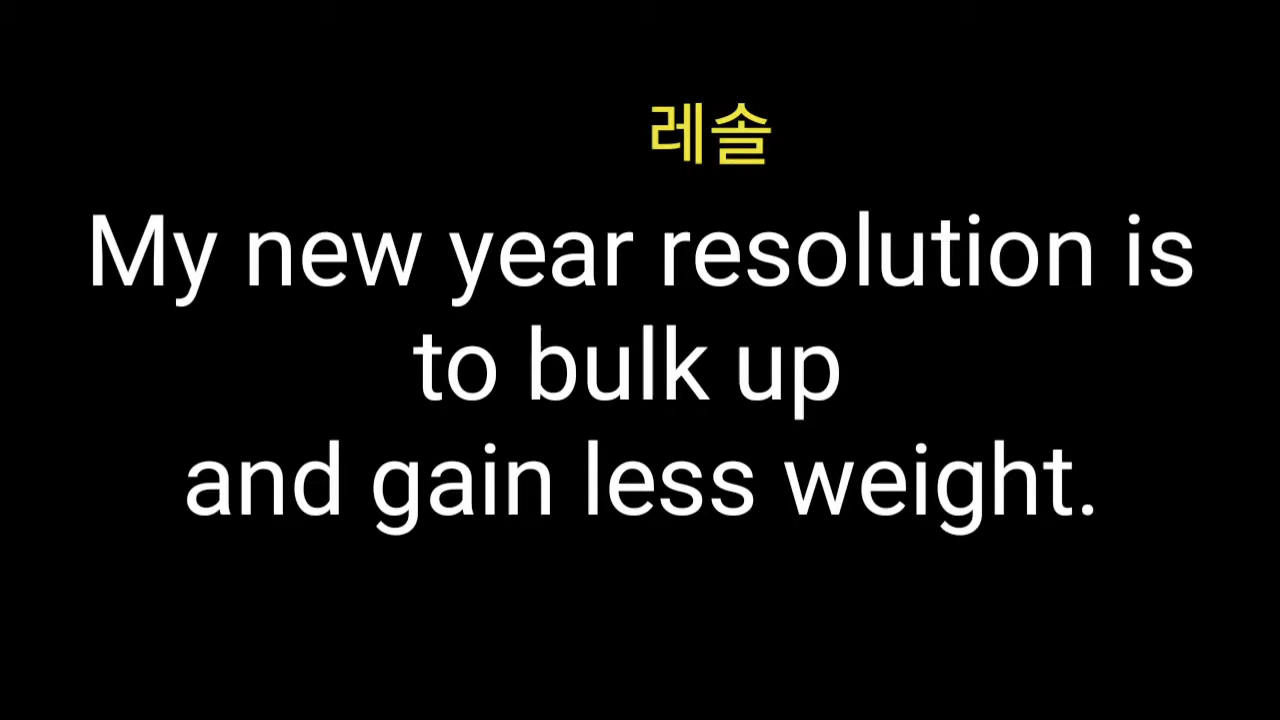 레솔
My new year resolution is
to bulk up
and gain less weight.